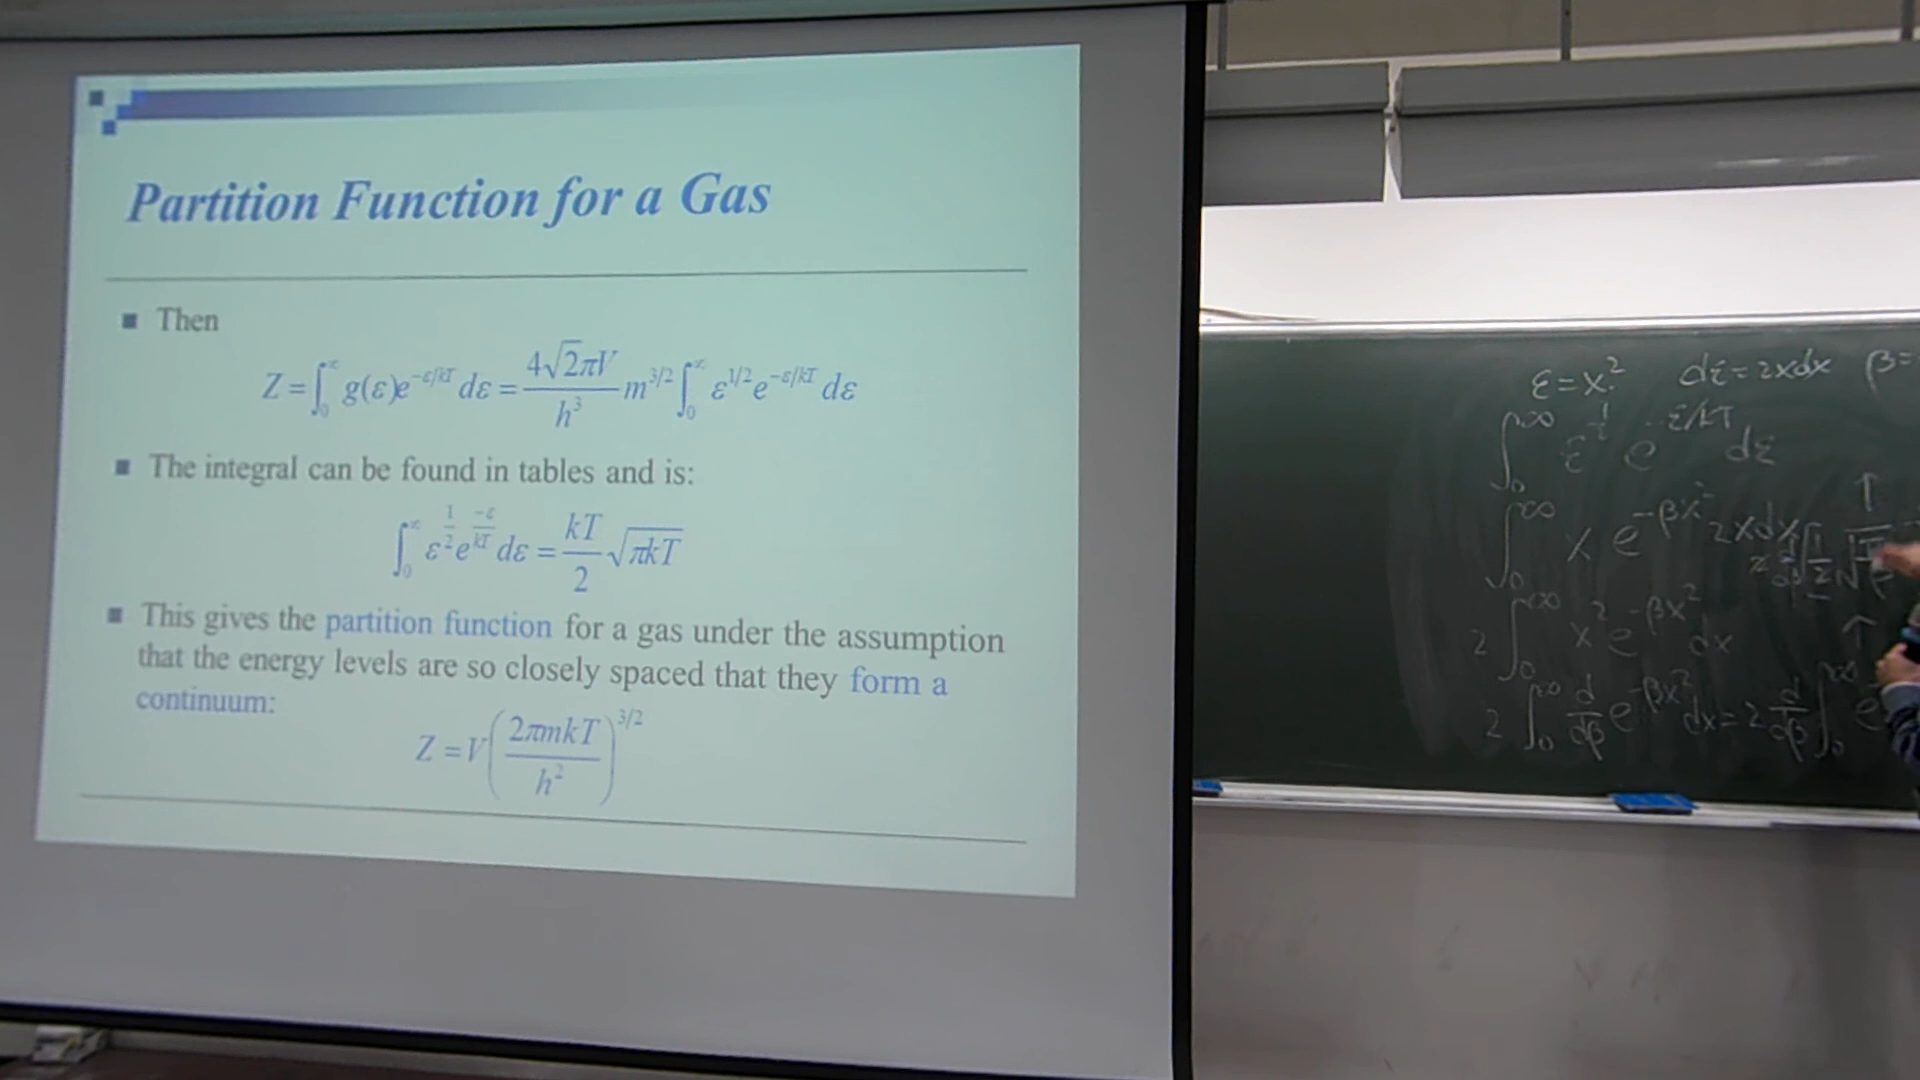 Partition Function for a Gas
Then
Z = ∫₀^∞ g(ε)e^{-ε/kT} dε = 4√2πV/h³ m^{3/2} ∫₀^∞ ε^{1/2} e^{-ε/kT} dε
The integral can be found in tables and is:
∫₀^∞ ε^{1/2} e^{-ε/kT} dε = kT/2 √πkT
This gives the partition function for a gas under the assumption
that the energy levels are so closely spaced that they form a
continuum:
Z = V(2πmkT/h²)^{3/2}
ε = x² dε = 2xdx β =
∫₀^∞ ε^{1/2} e^{-ε/kT} dε
∫₀^∞ x e^{-βx²} 2xdx
2 ∫₀^∞ x² e^{-βx²} dx
2 ∫₀^∞ d/dβ e^{-βx²} dx = 2 d/dβ ∫₀^∞ e